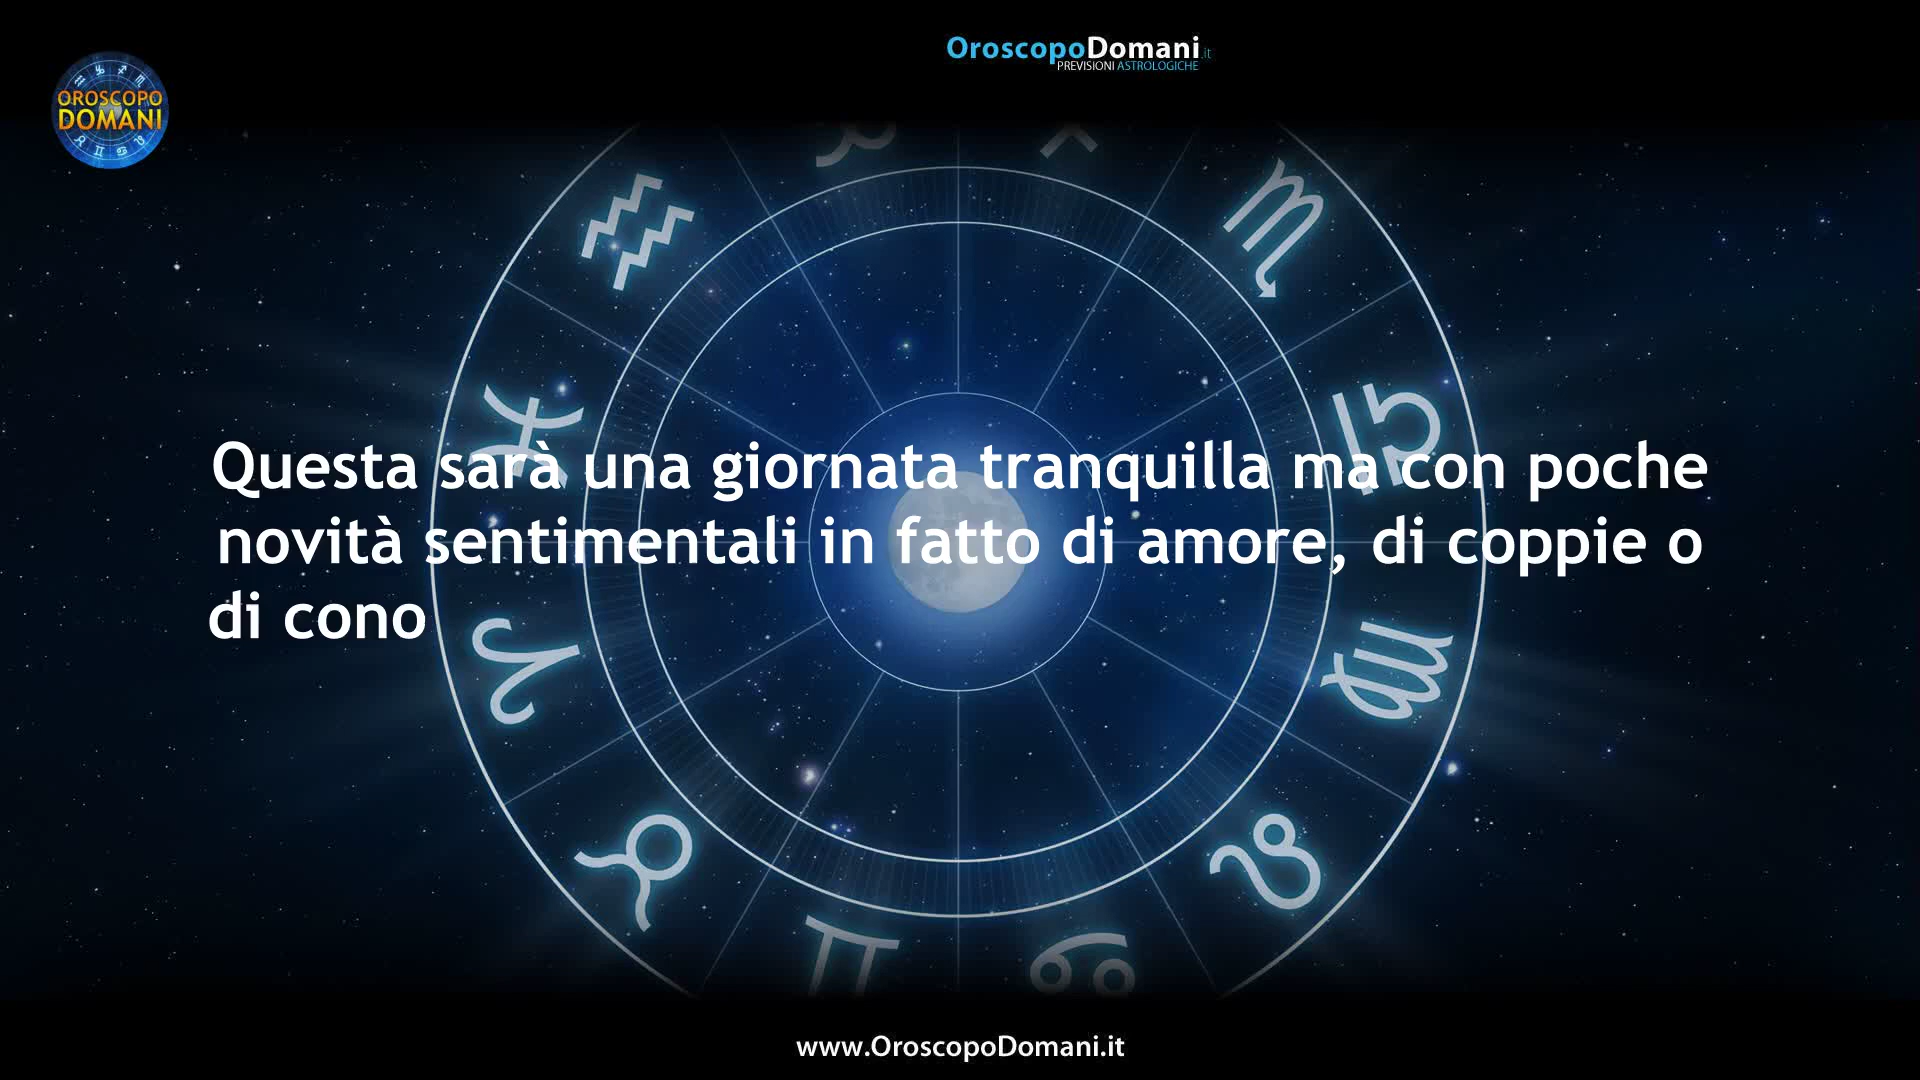 OroscopoDomani.it
PREVISIONI ASTROLOGICHE
OROSCOPO
DOMANI
Questa sarà una giornata tranquilla ma con poche
novità sentimentali in fatto di amore, di coppie o
di cono
www.OroscopoDomani.it